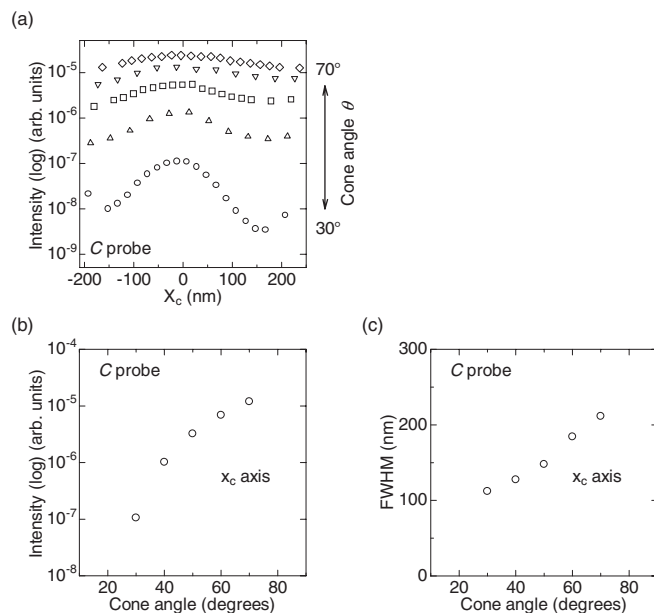 (a)
10⁻⁵
10⁻⁶
10⁻⁷
10⁻⁸
10⁻⁹
Intensity (log) (arb. units)
C probe
-200 -100 0 100 200
X_c (nm)
70°
Cone angle θ
30°
(b)
10⁻⁴
10⁻⁵
10⁻⁶
10⁻⁷
10⁻⁸
Intensity (log) (arb. units)
C probe
x_c axis
20 40 60 80
Cone angle (degrees)
(c)
300
200
100
0
FWHM (nm)
C probe
x_c axis
20 40 60 80
Cone angle (degrees)